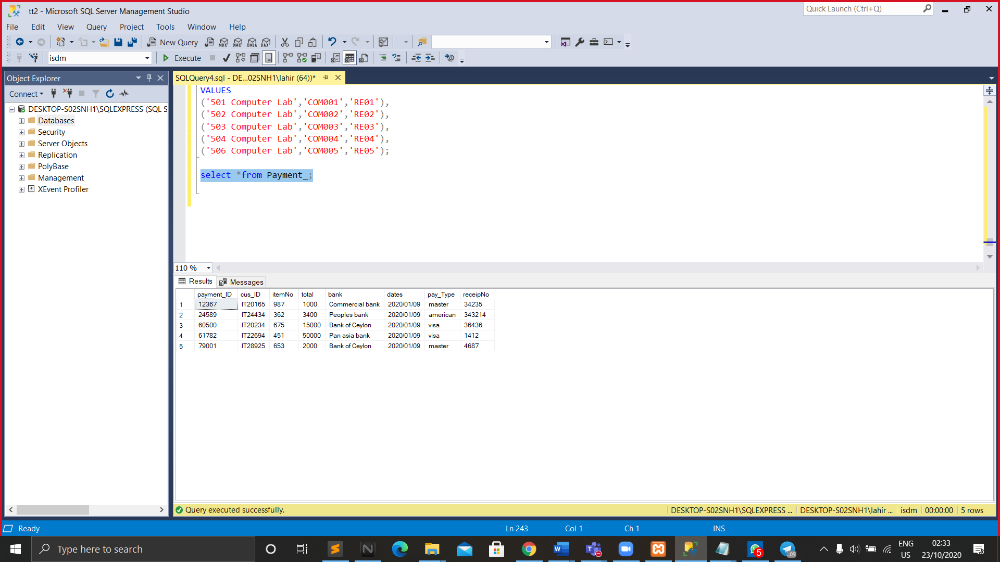 tt2 - Microsoft SQL Server Management Studio
Quick Launch (Ctrl+Q)
File Edit View Query Project Tools Window Help
New Query MDX DMX XMLA DAX
isdm Execute
Object Explorer
SQLQuery4.sql - DE...02SNH1\lahir (64))*
Connect
DESKTOP-S02SNH1\SQLEXPRESS (SQL S
Databases
Security
Server Objects
Replication
PolyBase
Management
XEvent Profiler
VALUES
('501 Computer Lab','COM001','RE01'),
('502 Computer Lab','COM002','RE02'),
('503 Computer Lab','COM003','RE03'),
('504 Computer Lab','COM004','RE04'),
('506 Computer Lab','COM005','RE05');
select *from Payment_;
110 %
Results Messages
payment_ID cus_ID itemNo total bank dates pay_Type receipNo
1 12367 IT20165 987 1000 Commercial bank 2020/01/09 master 34235
2 24589 IT24434 362 3400 Peoples bank 2020/01/09 american 343214
3 60500 IT20234 675 15000 Bank of Ceylon 2020/01/09 visa 36436
4 61782 IT22694 451 50000 Pan asia bank 2020/01/09 visa 1412
5 79001 IT28925 653 2000 Bank of Ceylon 2020/01/09 master 4687
Query executed successfully.
DESKTOP-S02SNH1\SQLEXPRESS ... DESKTOP-S02SNH1\lahir ... isdm 00:00:00 5 rows
Ready Ln 243 Col 1 Ch 1 INS
Type here to search
5
..09
ENG
US
02:33
23/10/2020